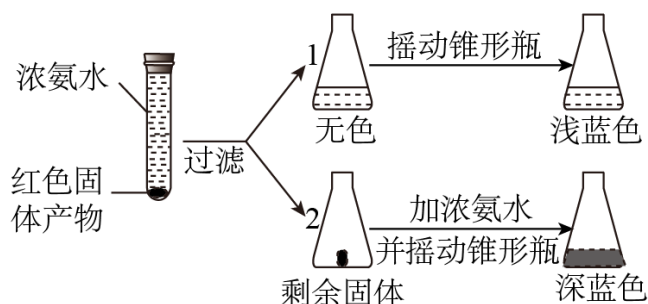 浓氨水
红色固
体产物
过滤
1
无色
摇动锥形瓶
浅蓝色
2
剩余固体
加浓氨水
并摇动锥形瓶
深蓝色